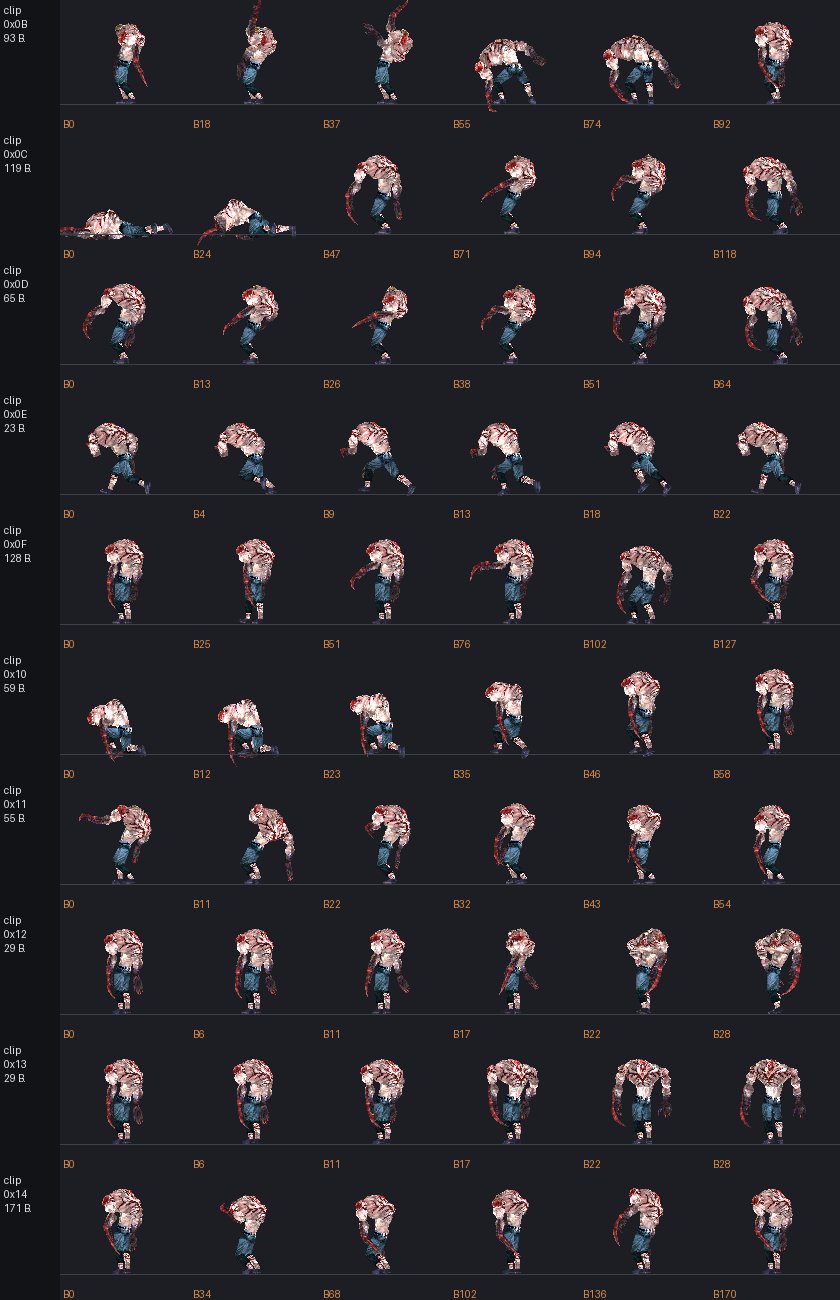 clip
0x0B
93 B.
B0 B18 B37 B55 B74 B92
clip
0x0C
119 B.
B0 B24 B47 B71 B94 B118
clip
0x0D
65 B.
B0 B13 B26 B38 B51 B64
clip
0x0E
23 B.
B0 B4 B9 B13 B18 B22
clip
0x0F
128 B.
B0 B25 B51 B76 B102 B127
clip
0x10
59 B.
B0 B12 B23 B35 B46 B58
clip
0x11
55 B.
B0 B11 B22 B32 B43 B54
clip
0x12
29 B.
B0 B6 B11 B17 B22 B28
clip
0x13
29 B.
B0 B6 B11 B17 B22 B28
clip
0x14
171 B.
B0 B34 B68 B102 B136 B170